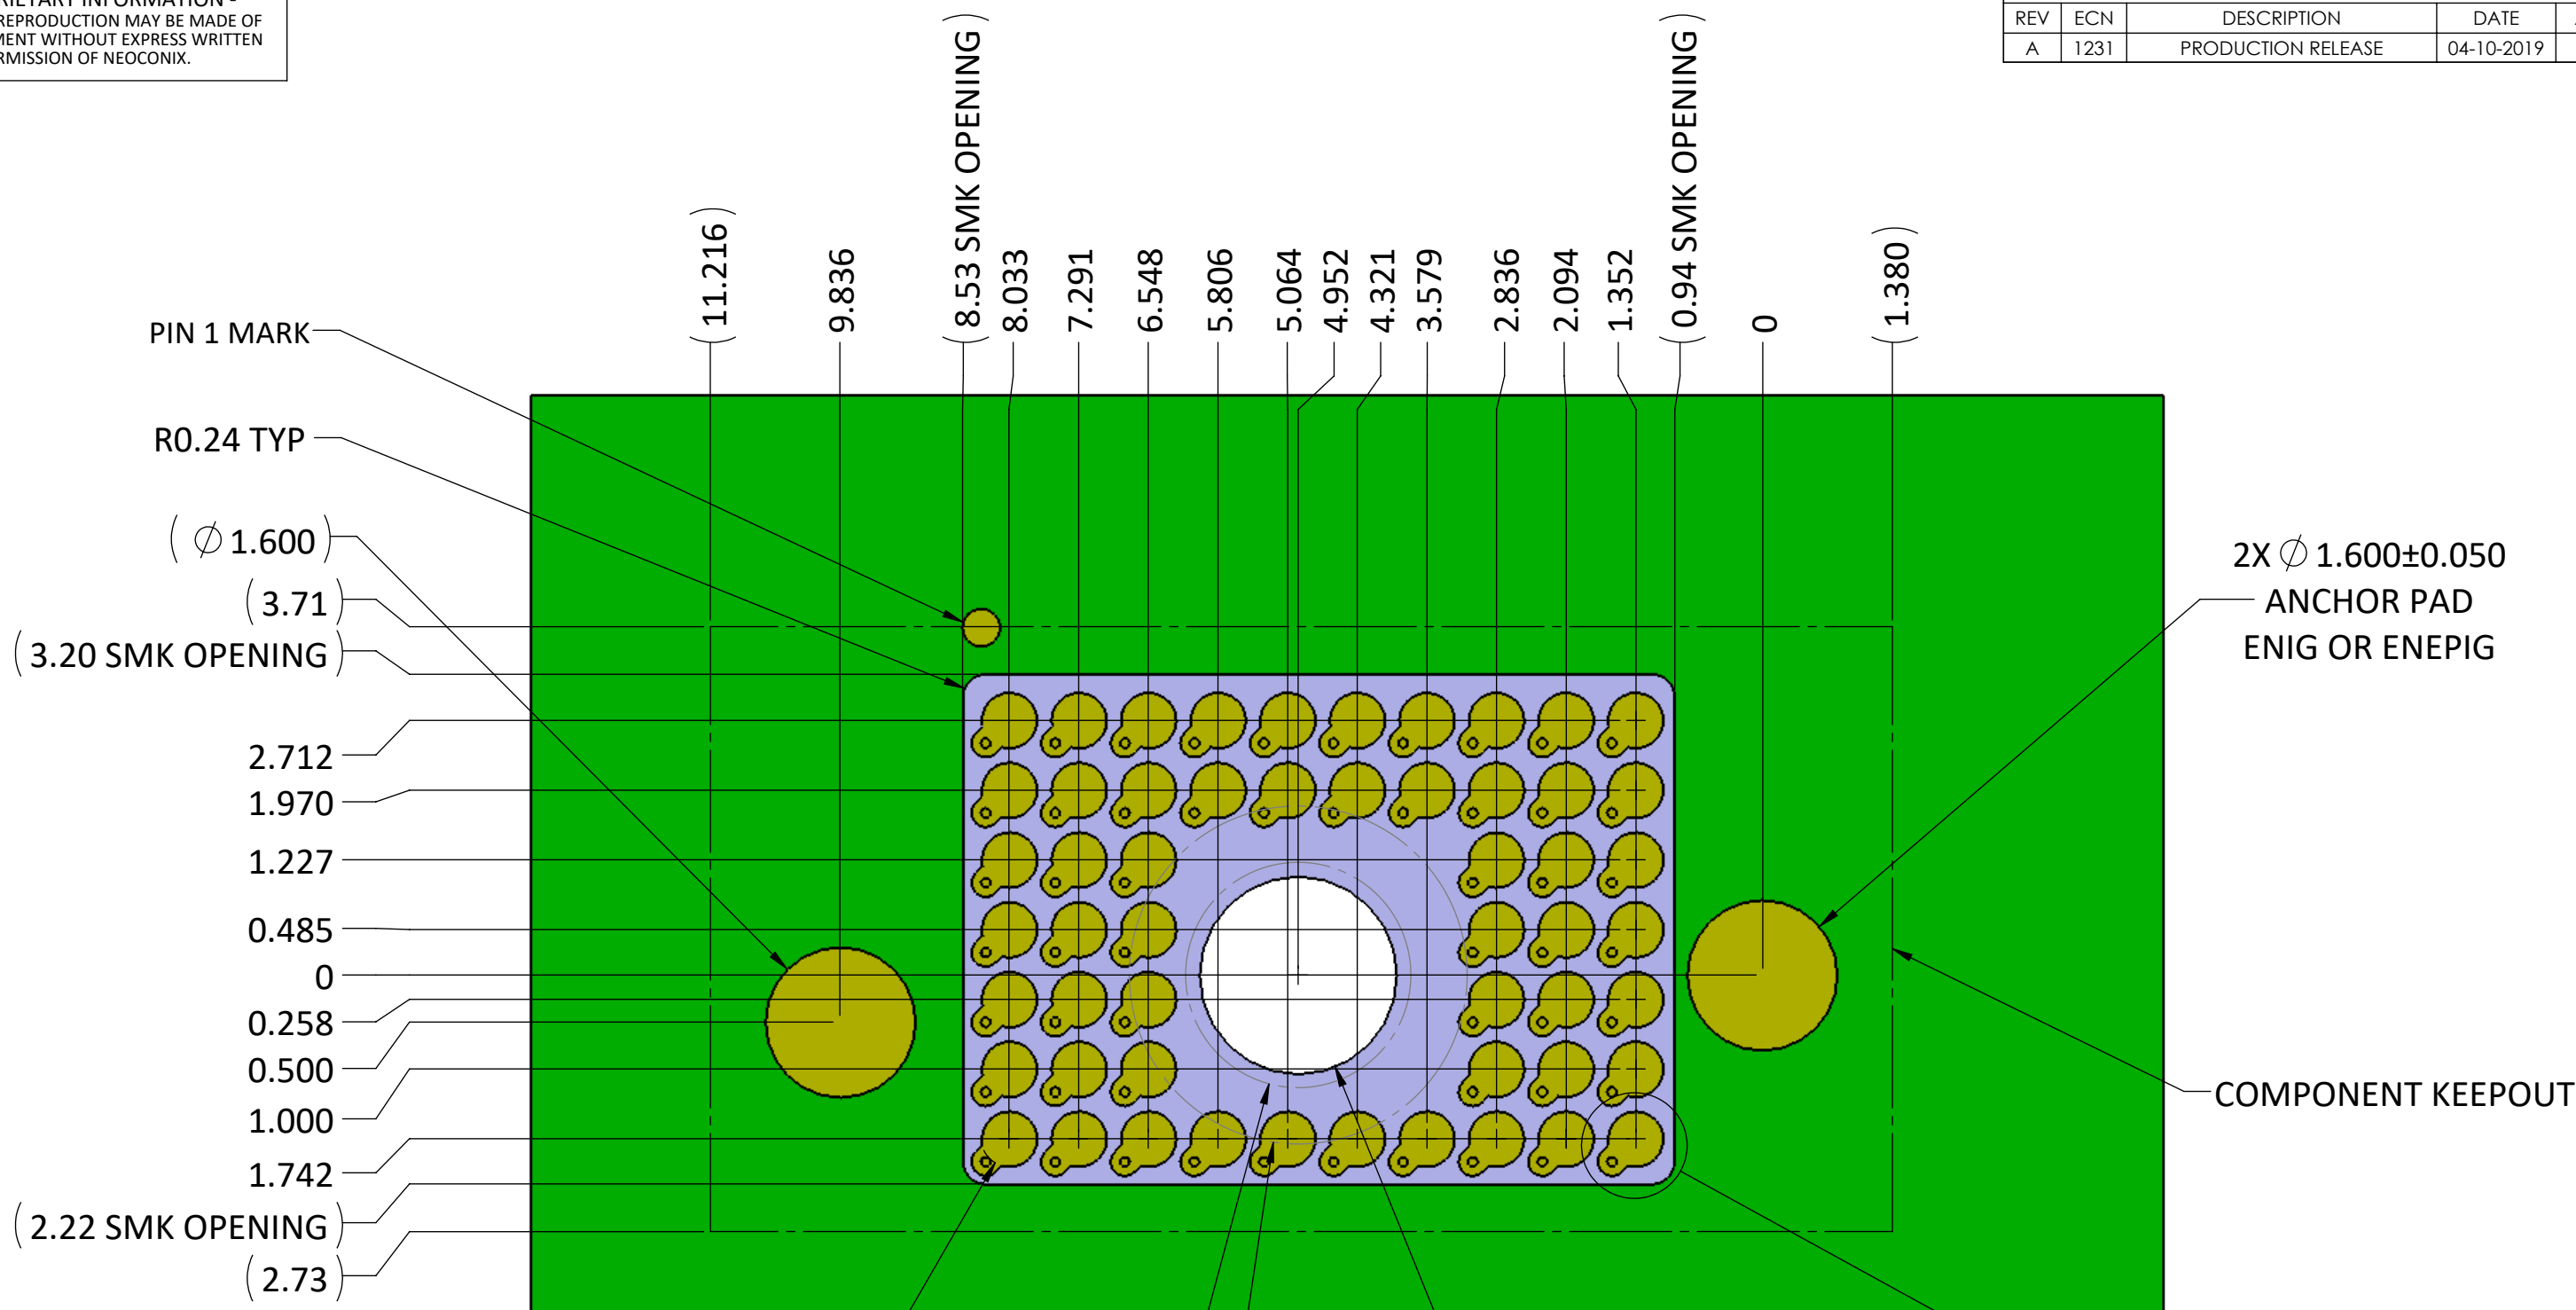 REPRODUCTION MAY BE MADE OF
WITHOUT EXPRESS WRITTEN
OF NEOCONIX.
REV ECN DESCRIPTION DATE
A 1231 PRODUCTION RELEASE 04-10-2019
(11.216)
9.836
(8.53 SMK OPENING)
8.033
7.291
6.548
5.806
5.064
4.952
4.321
3.579
2.836
2.094
1.352
(0.94 SMK OPENING)
0
(1.380)
PIN 1 MARK
R0.24 TYP
(∅ 1.600)
(3.71)
(3.20 SMK OPENING)
2.712
1.970
1.227
0.485
0
0.258
0.500
1.000
1.742
(2.22 SMK OPENING)
(2.73)
2X ∅ 1.600±0.050
ANCHOR PAD
ENIG OR ENEPIG
COMPONENT KEEPOUT